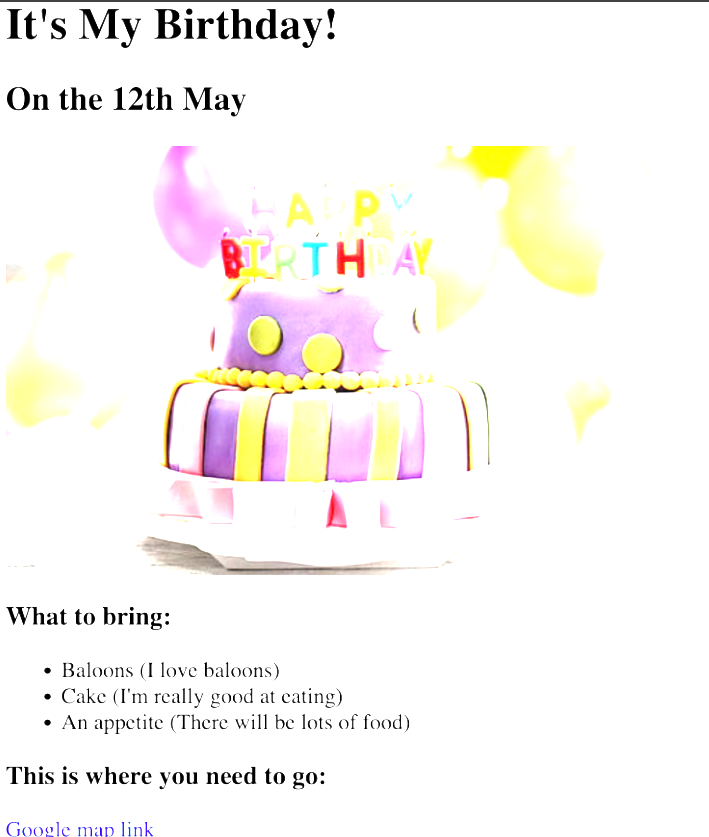 It's My Birthday!
On the 12th May
HAPPY
BIRTHDAY
What to bring:
Baloons (I love baloons)
Cake (I'm really good at eating)
An appetite (There will be lots of food)
This is where you need to go:
Google map link